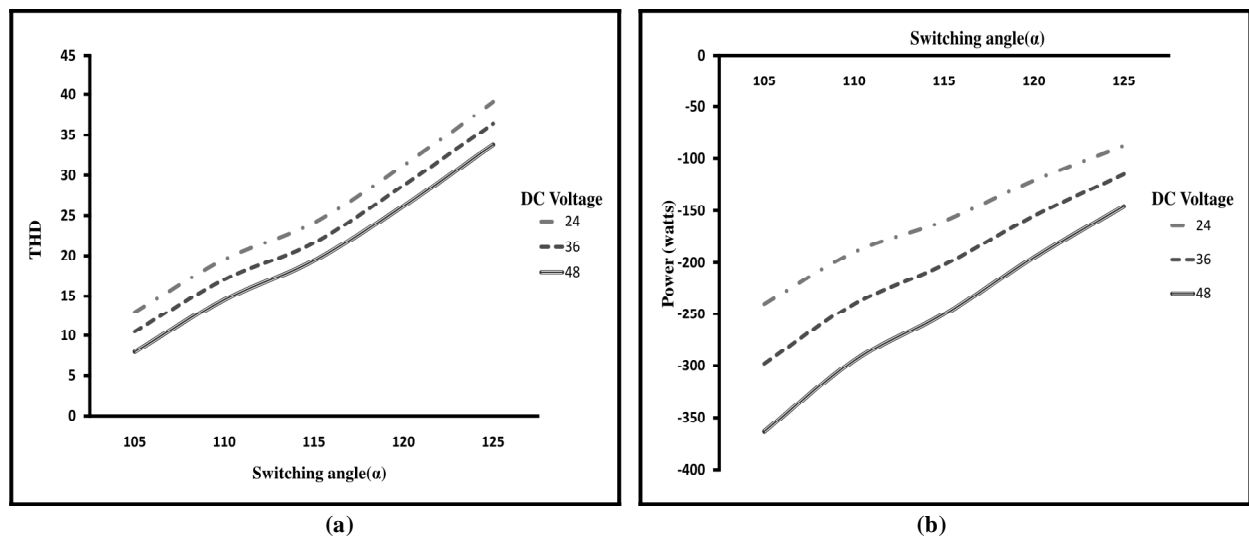 45
40
35
30
25
20
15
10
5
0
THD
105 110 115 120 125
Switching angle(α)
DC Voltage
24
36
48
(a)
Switching angle(α)
0
105 110 115 120 125
-50
-100
-150
-200
-250
-300
-350
-400
Power (watts)
DC Voltage
24
36
48
(b)